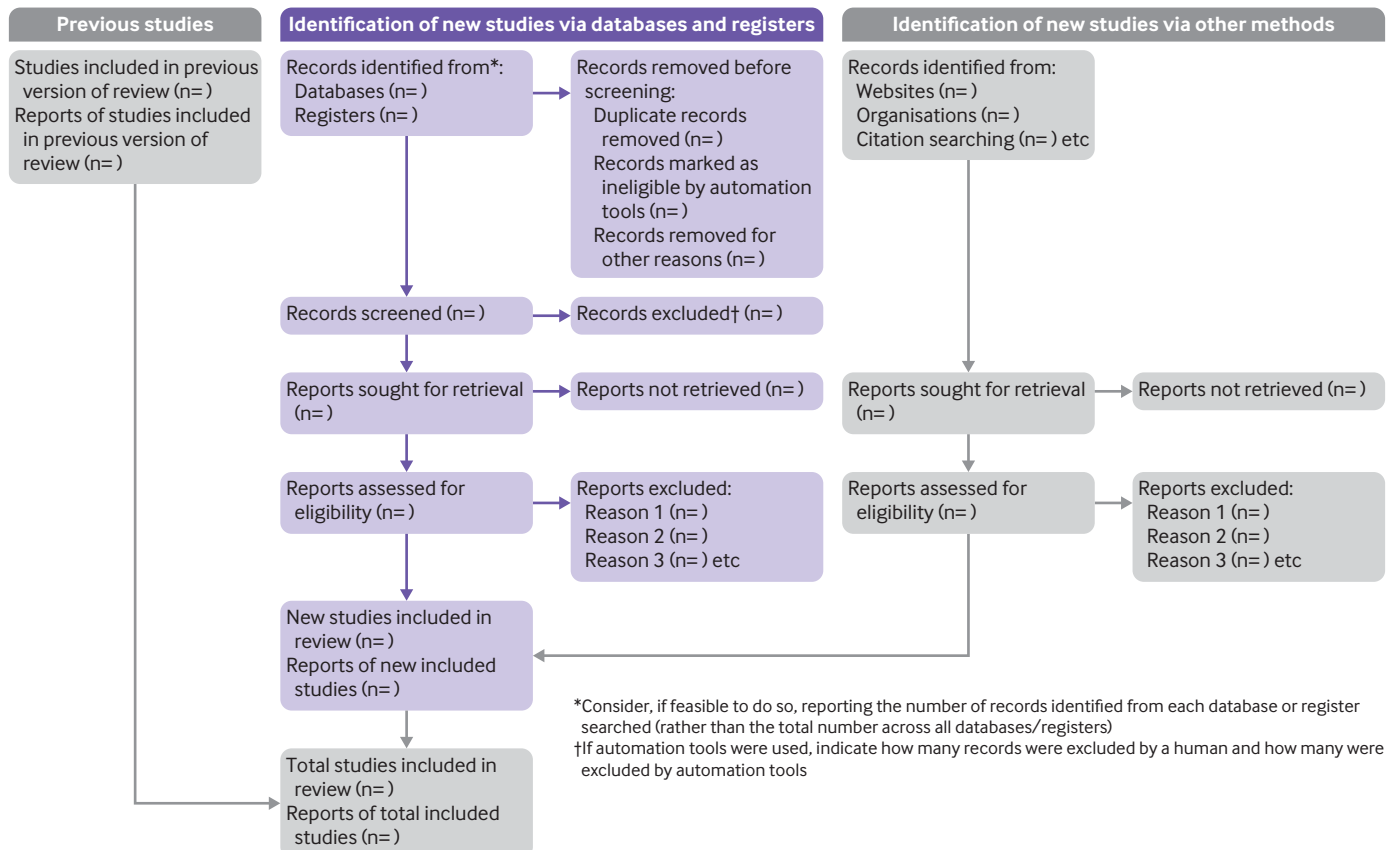 Previous studies
Studies included in previous
version of review (n= )
Reports of studies included
in previous version of
review (n= )
Identification of new studies via databases and registers
Records identified from*:
Databases (n= )
Registers (n= )
Records removed before
screening:
Duplicate records
removed (n= )
Records marked as
ineligible by automation
tools (n= )
Records removed for
other reasons (n= )
Records screened (n= )
Records excluded† (n= )
Reports sought for retrieval
(n= )
Reports not retrieved (n= )
Reports assessed for
eligibility (n= )
Reports excluded:
Reason 1 (n= )
Reason 2 (n= )
Reason 3 (n= ) etc
New studies included in
review (n= )
Reports of new included
studies (n= )
Total studies included in
review (n= )
Reports of total included
studies (n= )
Identification of new studies via other methods
Records identified from:
Websites (n= )
Organisations (n= )
Citation searching (n= ) etc
Reports sought for retrieval
(n= )
Reports not retrieved (n= )
Reports assessed for
eligibility (n= )
Reports excluded:
Reason 1 (n= )
Reason 2 (n= )
Reason 3 (n= ) etc
*Consider, if feasible to do so, reporting the number of records identified from each database or register
searched (rather than the total number across all databases/registers)
†If automation tools were used, indicate how many records were excluded by a human and how many were
excluded by automation tools